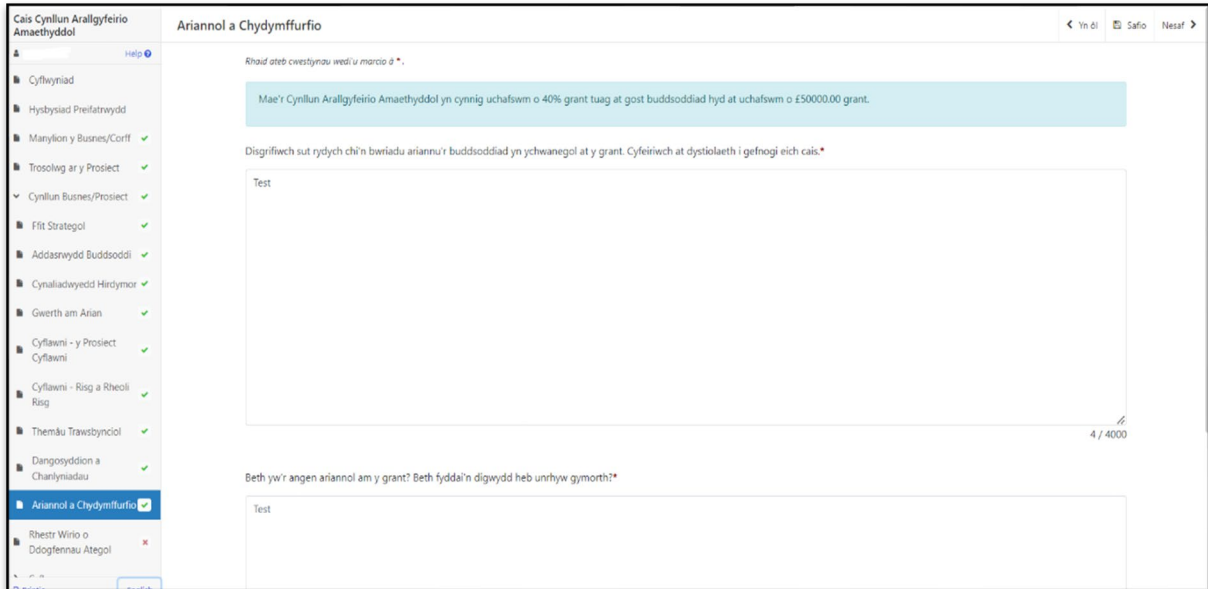 Cais Cynllun Arallgyfeirio
Amaethyddol
Help
Cyflwyniad
Hysbysiad Preifatrwydd
Manylion y Busnes/Corff
Trosolwg ar y Prosiect
Cynllun Busnes/Prosiect
Ffit Strategol
Addasrwydd Buddsoddi
Cynaliadwyedd Hirdymor
Gwerth am Arian
Cyflawni - y Prosiect
Cyflawni
Cyflawni - Risg a Rheoli
Risg
Themâu Trawsbynciol
Dangosyddion a
Chanlyniadau
Ariannol a Chydymffurfio
Rhestr Wirio o
Ddogfennau Ategol
Ariannol a Chydymffurfio
Yn ôl Safio Nesaf
Rhaid ateb cwestiynau wedi'u marcio â * .
Mae'r Cynllun Arallgyfeirio Amaethyddol yn cynnig uchafswm o 40% grant tuag at gost buddsoddiad hyd at uchafswm o £50000.00 grant.
Disgrifiwch sut rydych chi'n bwriadu ariannu'r buddsoddiad yn ychwanegol at y grant. Cyfeiriwch at dystiolaeth i gefnogi eich cais.*
Test
4 / 4000
Beth yw'r angen ariannol am y grant? Beth fyddai'n digwydd heb unrhyw gymorth?*
Test